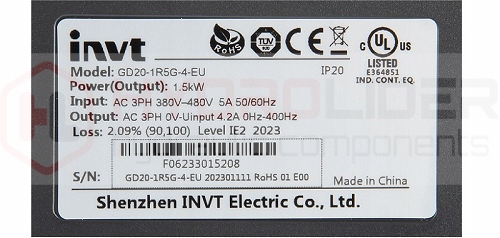 invt
RoHS
TUV
CE
C UL US
LISTED
E364851
IND. CONT. EQ.
Model: GD20-1R5G-4-EU
IP20
Power(Output): 1.5kW
Input: AC 3PH 380V-480V 5A 50/60Hz
Output: AC 3PH 0V-Uinput 4.2A 0Hz-400Hz
Loss: 2.09% (90,100) Level IE2 2023
F06233015208
S/N: GD20-1R5G-4-EU 202301111 RoHS 01 E00
Made in China
Shenzhen INVT Electric Co., Ltd.